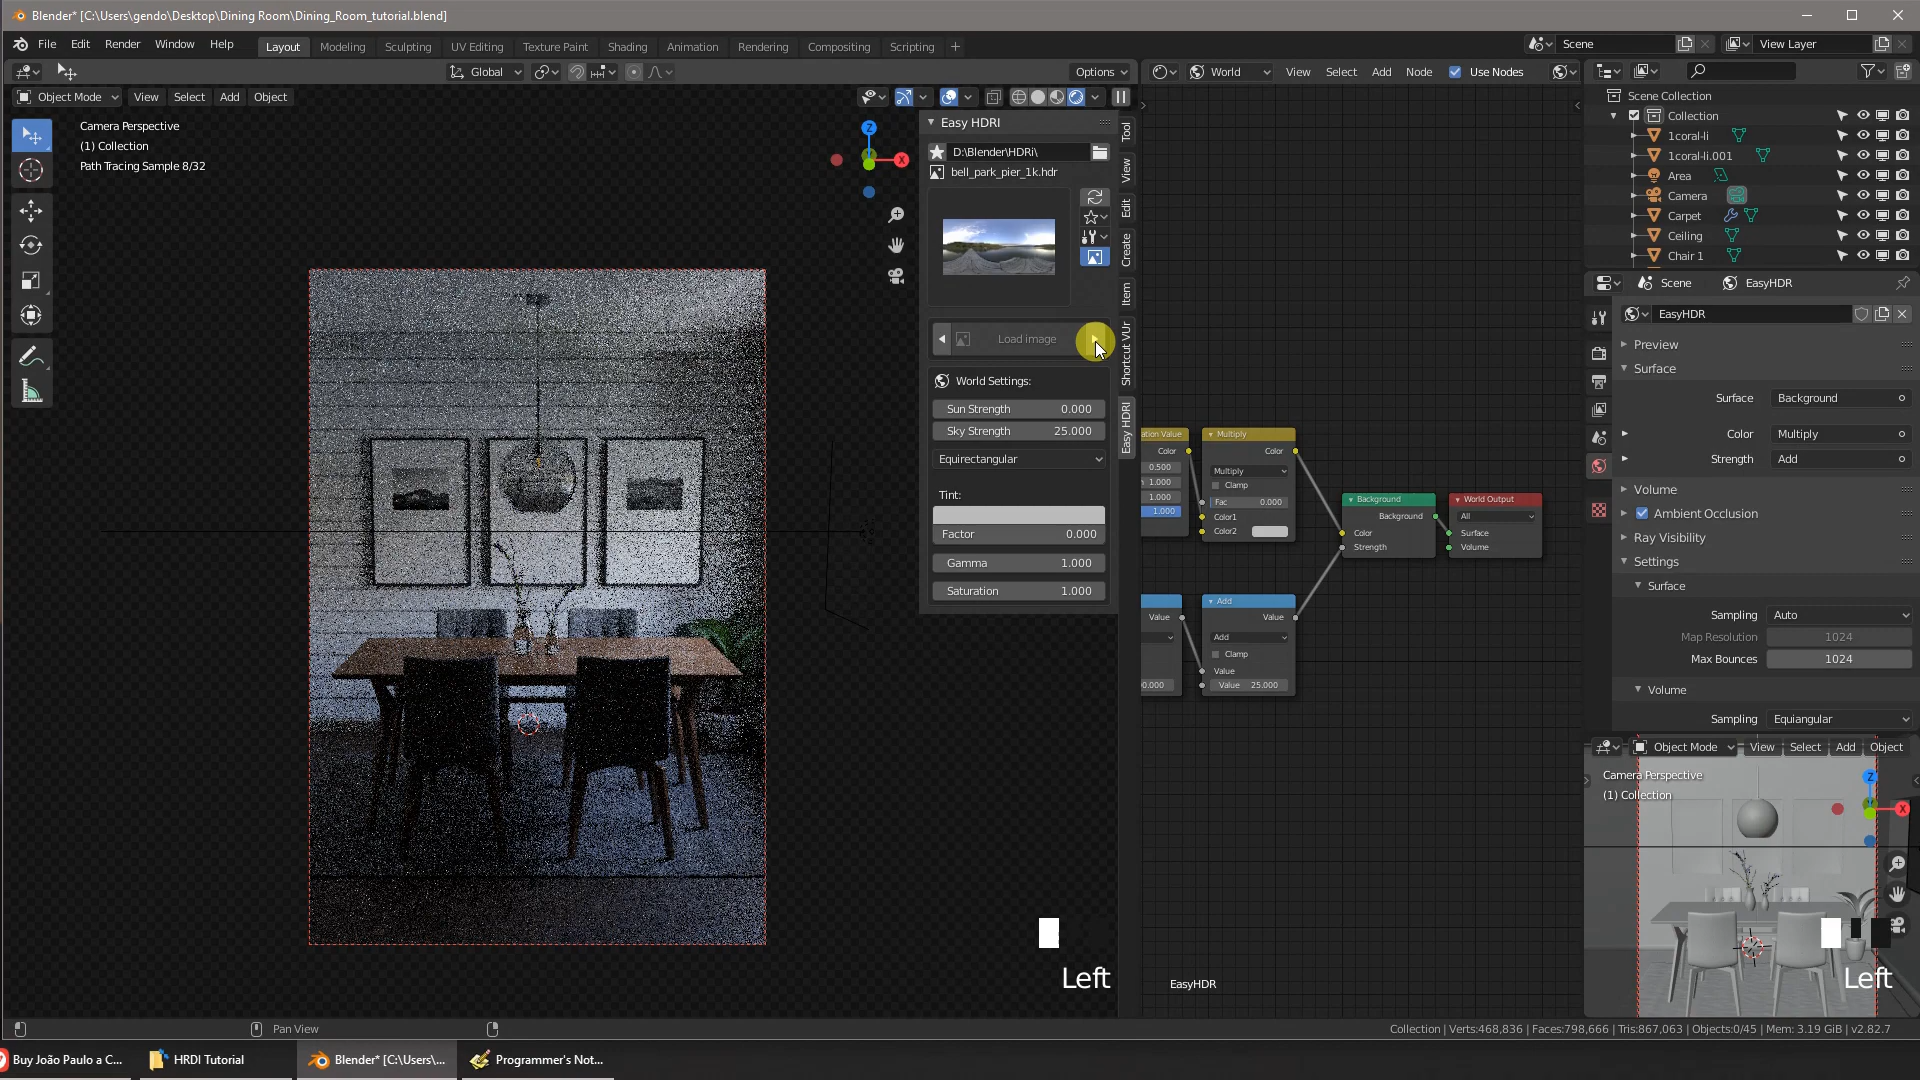 Blender* [C:\Users\gendo\Desktop\Dining Room\Dining_Room_tutorial.blend]
File Edit Render Window Help
Layout Modeling Sculpting UV Editing Texture Paint Shading Animation Rendering Compositing Scripting +
Scene
View Layer
Global
Options
World View Select Add Node Use Nodes
Object Mode View Select Add Object
Camera Perspective
(1) Collection
Path Tracing Sample 8/32
Z
X
Easy HDRI
D:\Blender\HDRi\
bell_park_pier_1k.hdr
Load image
World Settings:
Sun Strength 0.000
Sky Strength 25.000
Equirectangular
Tint:
Factor 0.000
Gamma 1.000
Saturation 1.000
Tool
View
Edit
Create
Item
Shortcut VUr
Easy HDRI
ation Value
Color
0.500
1.000
1.000
1.000
Multiply
Color
Multiply
Clamp
Fac 0.000
Color1
Color2
Background
Background
Color
Strength
World Output
All
Surface
Volume
Value
0.000
Add
Value
Add
Clamp
Value
Value 25.000
EasyHDR
Left
Scene Collection
Collection
1coral-li
1coral-li.001
Area
Camera
Carpet
Ceiling
Chair 1
Scene EasyHDR
EasyHDR
Preview
Surface
Surface Background
Color Multiply
Strength Add
Volume
Ambient Occlusion
Ray Visibility
Settings
Surface
Sampling Auto
Map Resolution 1024
Max Bounces 1024
Volume
Sampling Equiangular
Object Mode View Select Add Object
Camera Perspective
(1) Collection
Z
X
Left
Pan View
Collection | Verts:468,836 | Faces:798,666 | Tris:867,063 | Objects:0/45 | Mem: 3.19 GiB | v2.82.7
Buy João Paulo a C...
HRDI Tutorial
Blender* [C:\Users\...
Programmer's Not...